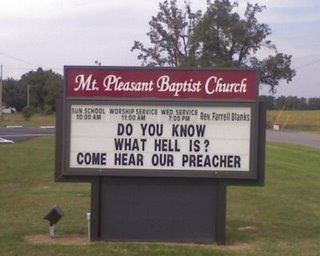 Mt. Pleasant Baptist Church
SUN SCHOOL WORSHIP SERVICE WED. SERVICE Rev. Farrell Blanks
10:00 AM 11:00 AM 7:00 PM
DO YOU KNOW
WHAT HELL IS?
COME HEAR OUR PREACHER